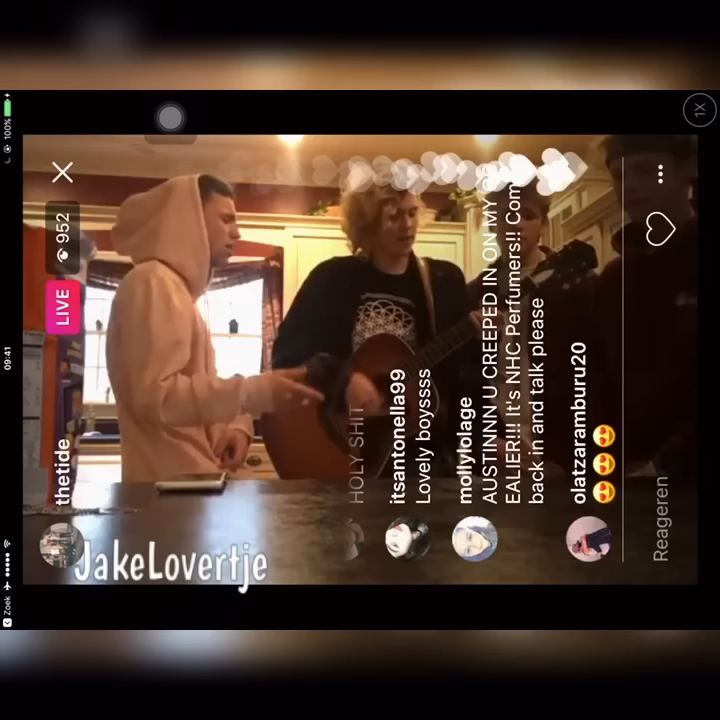 Zoek
09:41
100%
1X
thetide
LIVE
952
HOLY SHIT
itsantonella99
Lovely boyssss
mollylolage
AUSTINNN U CREEPED IN ON MY
EALIER!!! It's NHC Perfumers!! Com
back in and talk please
olatzaramburu20
Reageren
JakeLovertje